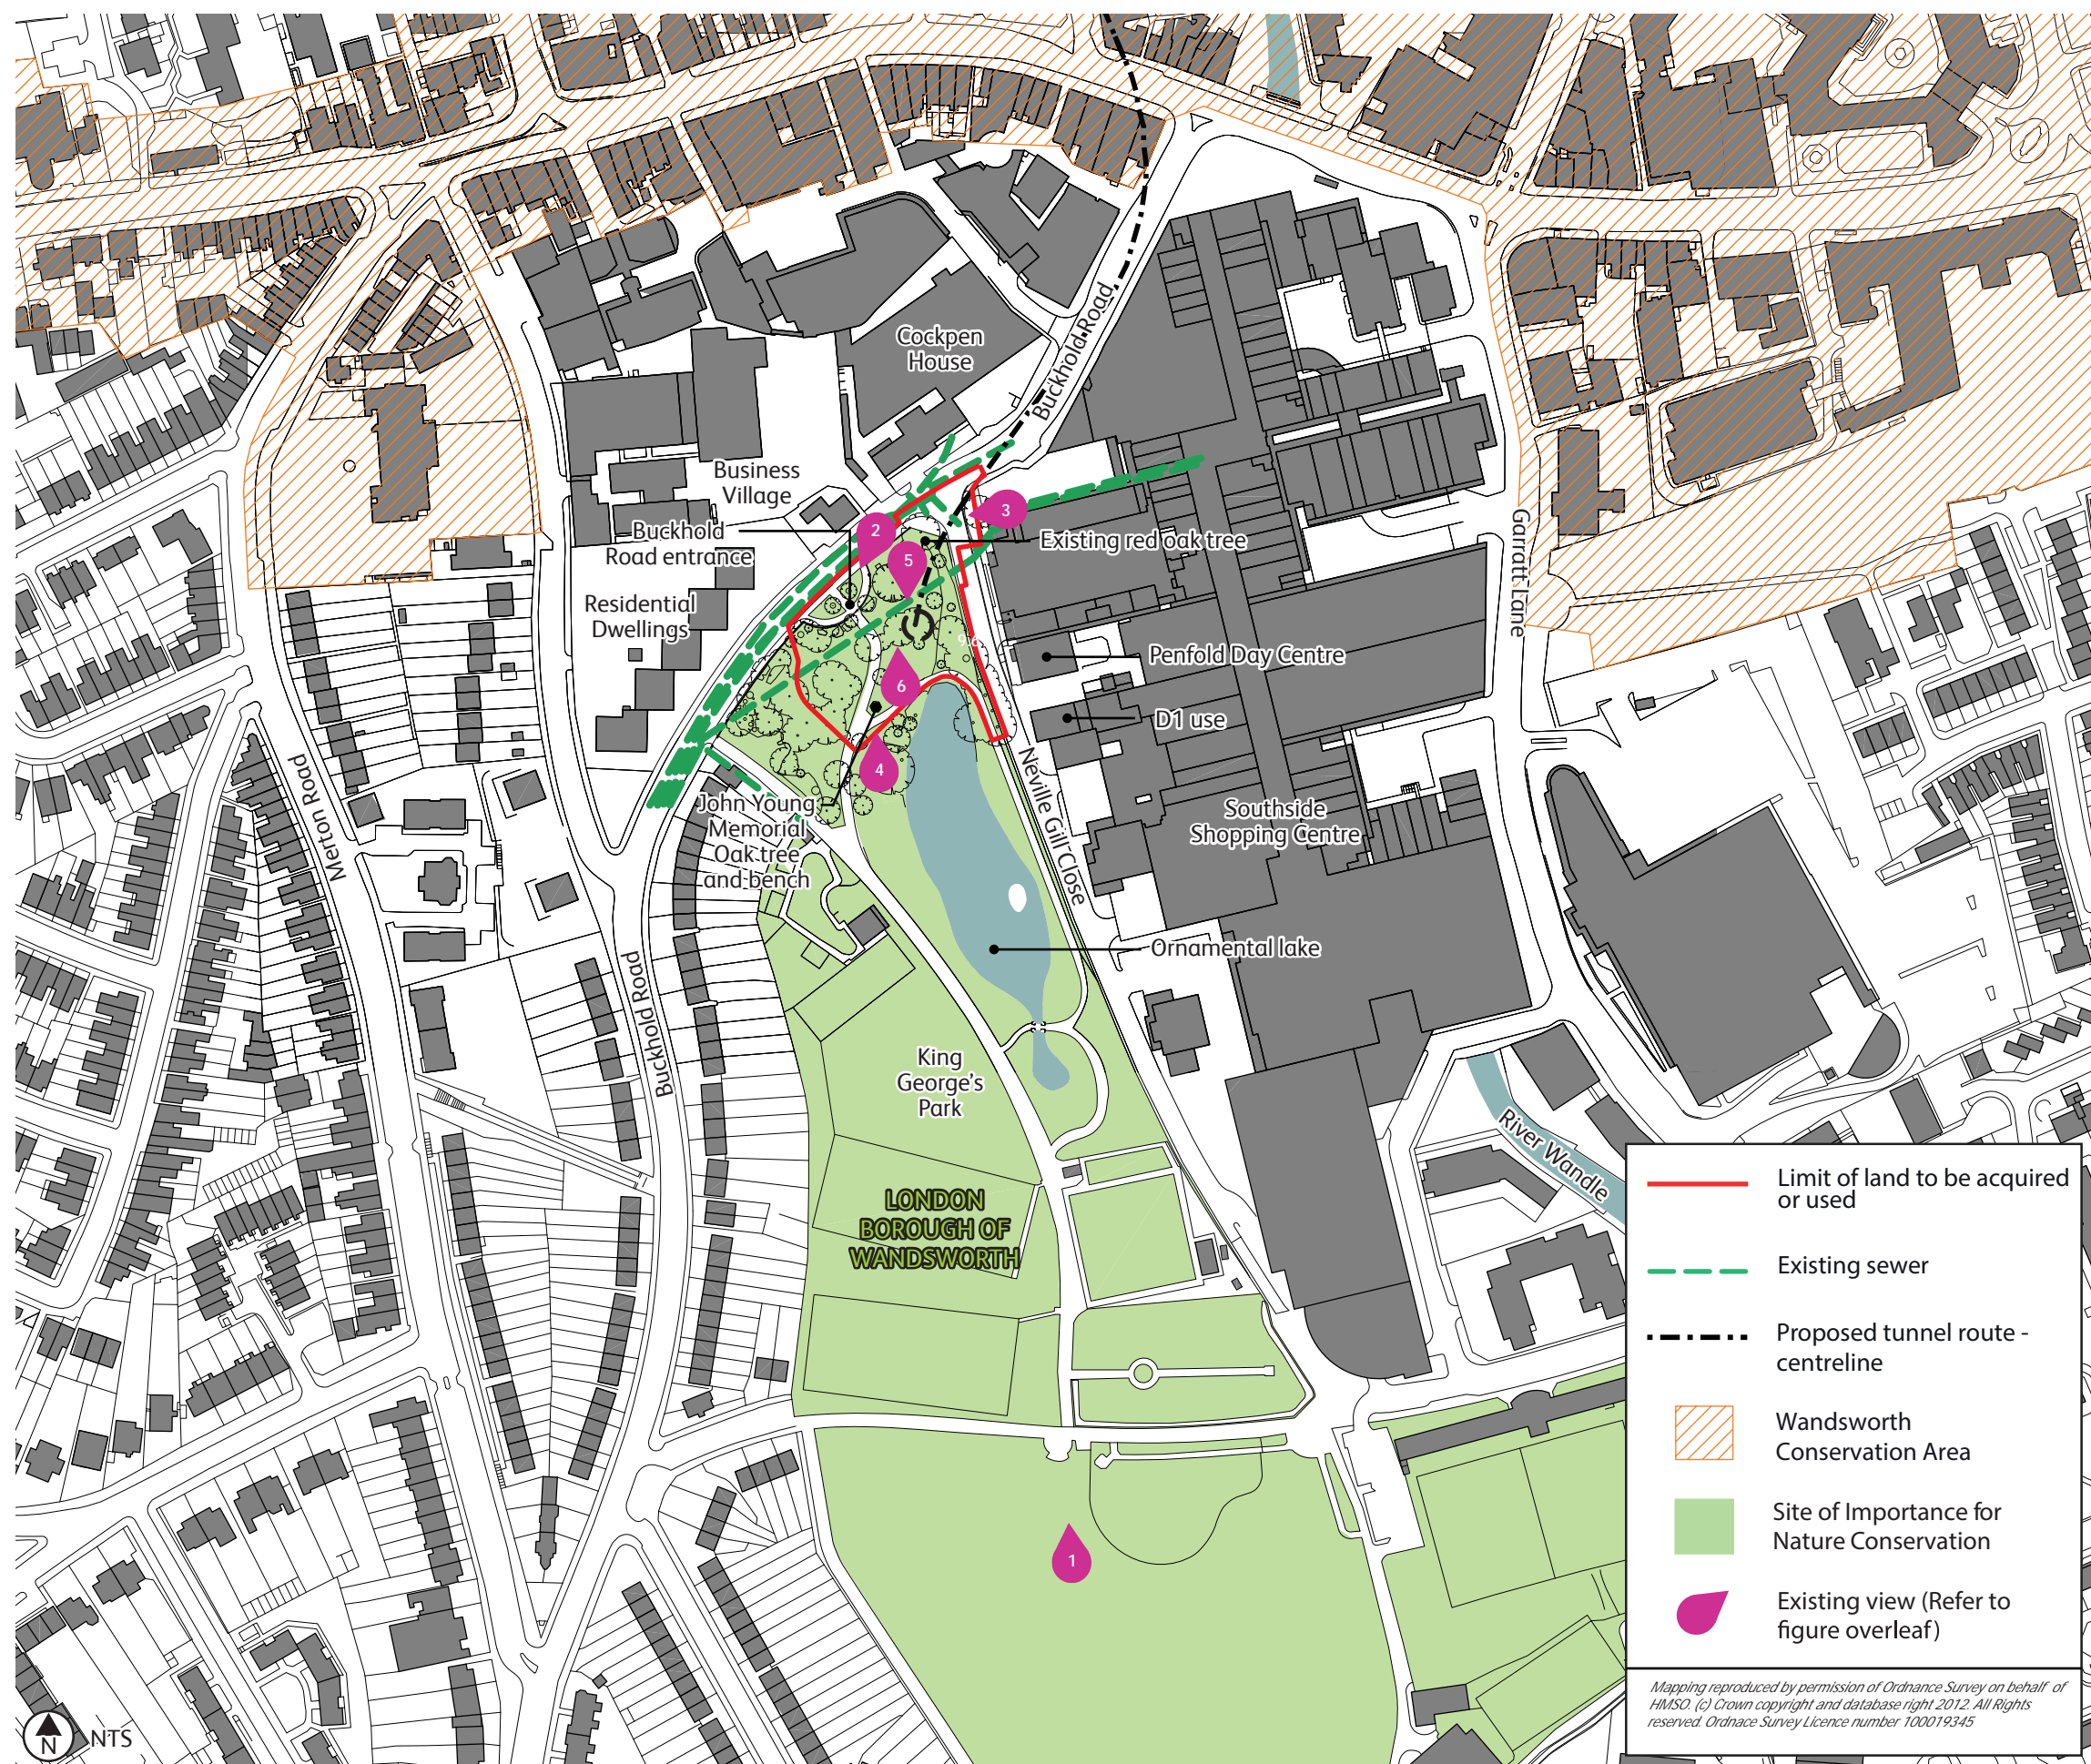 Cockpen
House
Buckhold Road
Business
Village
2
3
Buckhold
Road entrance
Existing red oak tree
5
Garratt Lane
Residential
Dwellings
Penfold Day Centre
6
D1 use
4
Merton Road
Neville Gill Close
John Young
Memorial
Oak tree
and bench
Southside
Shopping Centre
Ornamental lake
Buckhold Road
King
George's
Park
River Wandle
LONDON
BOROUGH OF
WANDSWORTH
1
Limit of land to be acquired
or used
Existing sewer
Proposed tunnel route -
centreline
Wandsworth
Conservation Area
Site of Importance for
Nature Conservation
Existing view (Refer to
figure overleaf)
Mapping reproduced by permission of Ordnance Survey on behalf of
HMSO. (c) Crown copyright and database right 2012. All Rights
reserved. Ordnace Survey Licence number 100019345
N
NTS